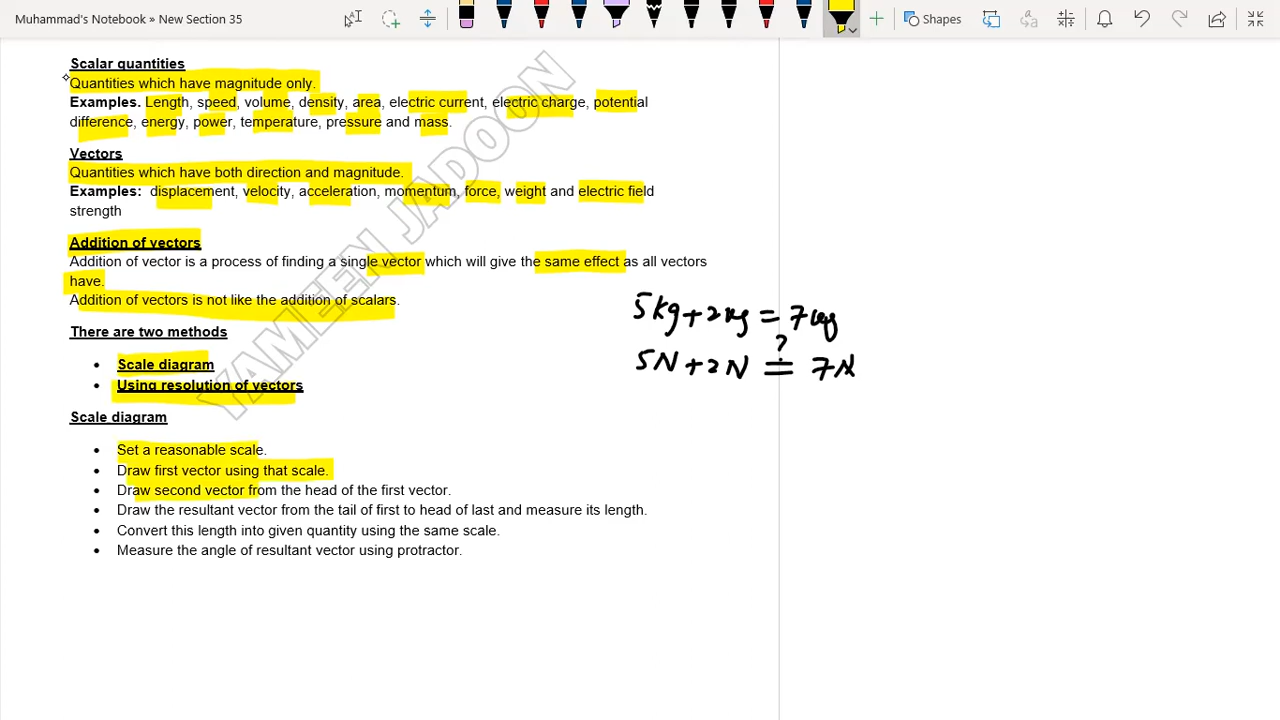 Muhammad's Notebook » New Section 35
Shapes
Scalar quantities
Quantities which have magnitude only.
Examples. Length, speed, volume, density, area, electric current, electric charge, potential
difference, energy, power, temperature, pressure and mass.
Vectors
Quantities which have both direction and magnitude.
Examples: displacement, velocity, acceleration, momentum, force, weight and electric field
strength
Addition of vectors
Addition of vector is a process of finding a single vector which will give the same effect as all vectors
have.
Addition of vectors is not like the addition of scalars.
5kg+2kg = 7kg
?
5N+2N = 7N
There are two methods
• Scale diagram
• Using resolution of vectors
Scale diagram
• Set a reasonable scale.
• Draw first vector using that scale.
• Draw second vector from the head of the first vector.
• Draw the resultant vector from the tail of first to head of last and measure its length.
• Convert this length into given quantity using the same scale.
• Measure the angle of resultant vector using protractor.
YAMEEN JADOON